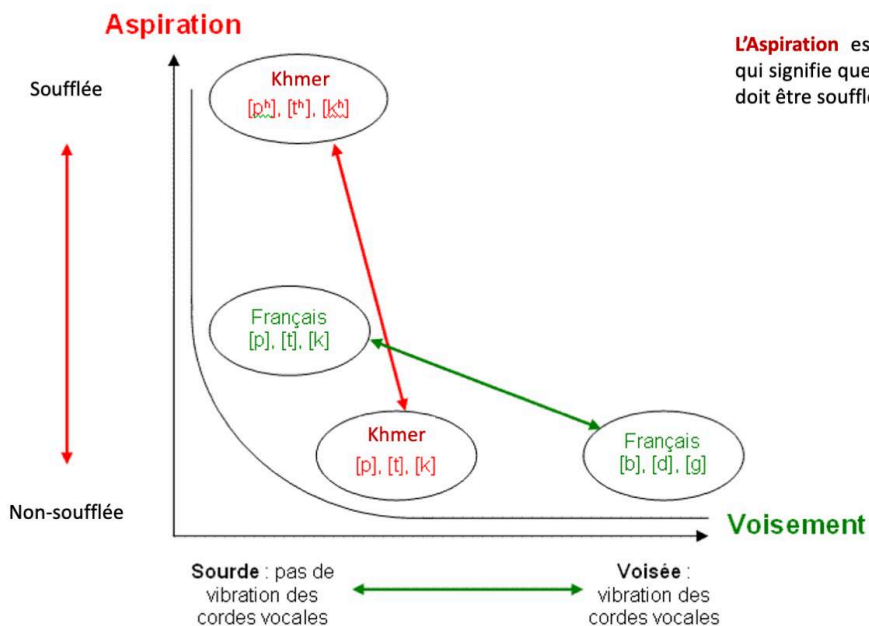 Aspiration
L'Aspiration es
qui signifie que
doit être souffl
Soufflée
Khmer
[pʰ], [tʰ], [kʰ]
Français
[p], [t], [k]
Khmer
[p], [t], [k]
Français
[b], [d], [g]
Non-soufflée
Voisement
Sourde : pas de
vibration des
cordes vocales
Voisée :
vibration des
cordes vocales